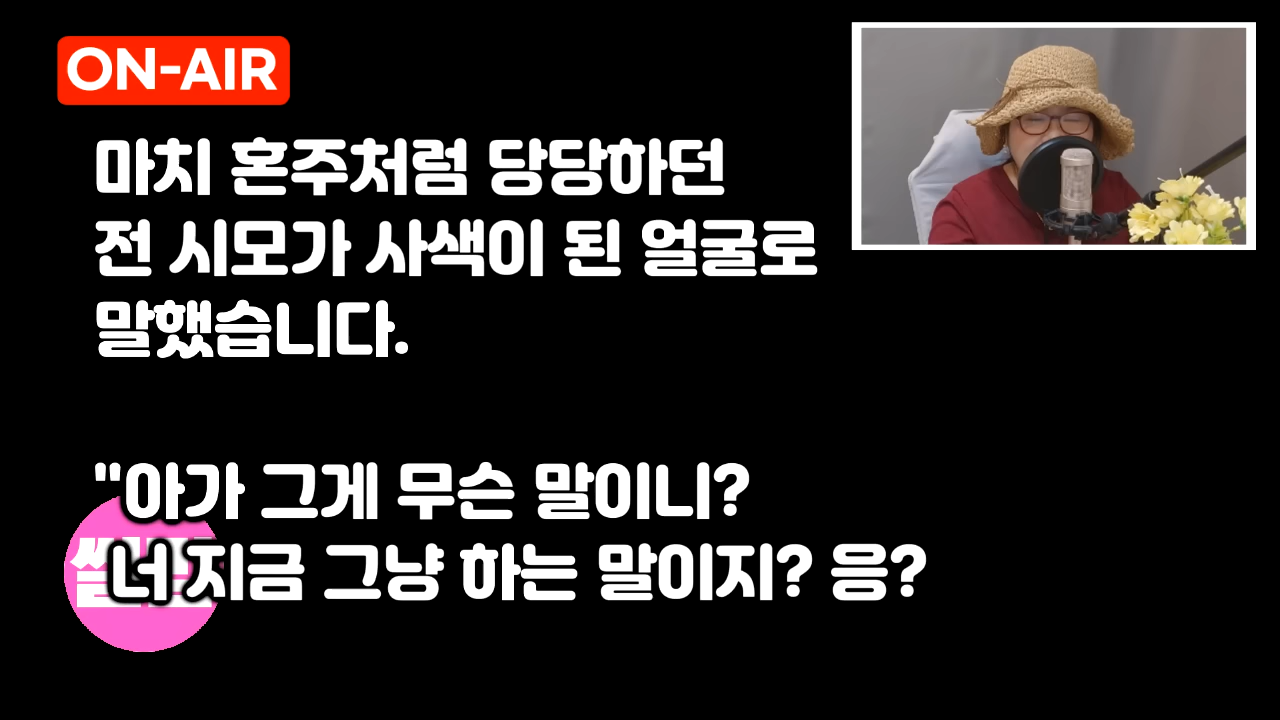 ON-AIR
마치 혼주처럼 당당하던
전 시모가 사색이 된 얼굴로
말했습니다.
"아가 그게 무슨 말이니?
너 지금 그냥 하는 말이지? 응?